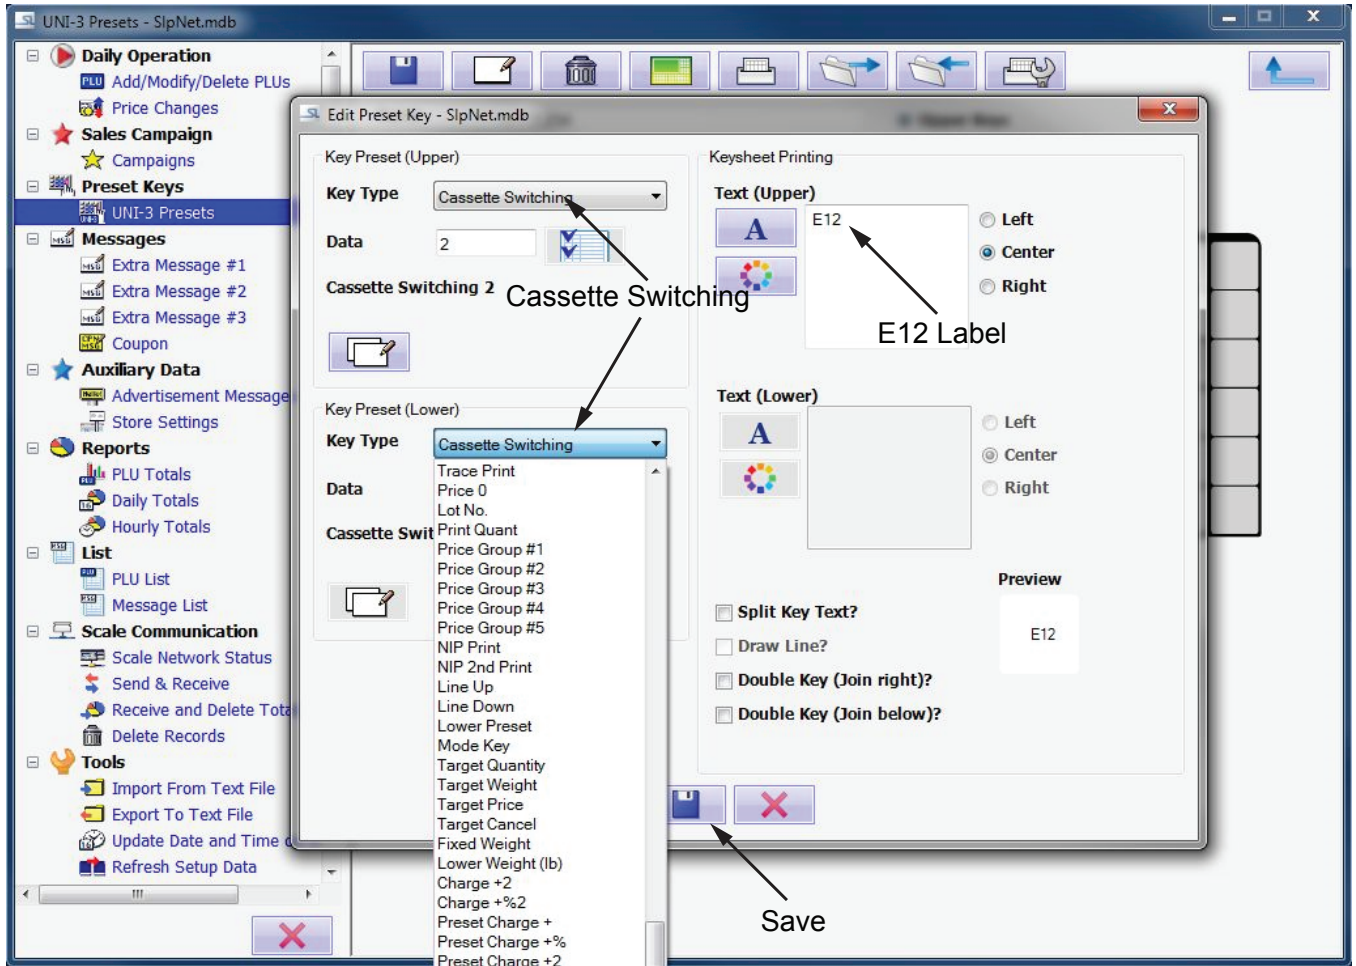 UNI-3 Presets - SlpNet.mdb
Daily Operation
PLU Add/Modify/Delete PLUs
Price Changes
Sales Campaign
Campaigns
Preset Keys
UNI-3 Presets
Messages
Extra Message #1
Extra Message #2
Extra Message #3
Coupon
Auxiliary Data
Advertisement Message
Store Settings
Reports
PLU Totals
Daily Totals
Hourly Totals
List
PLU List
Message List
Scale Communication
Scale Network Status
Send & Receive
Receive and Delete Tota
Delete Records
Tools
Import From Text File
Export To Text File
Update Date and Time o
Refresh Setup Data
Edit Preset Key - SlpNet.mdb
Key Preset (Upper)
Key Type Cassette Switching
Data 2
Cassette Switching 2
Cassette Switching
Key Preset (Lower)
Key Type Cassette Switching
Data
Cassette Swit
Trace Print
Price 0
Lot No.
Print Quant
Price Group #1
Price Group #2
Price Group #3
Price Group #4
Price Group #5
NIP Print
NIP 2nd Print
Line Up
Line Down
Lower Preset
Mode Key
Target Quantity
Target Weight
Target Price
Target Cancel
Fixed Weight
Lower Weight (lb)
Charge +2
Charge +%2
Preset Charge +
Preset Charge +%
Preset Charge +2
Keysheet Printing
Text (Upper)
A
E12
Left
Center
Right
E12 Label
Text (Lower)
A
Left
Center
Right
Preview
E12
Split Key Text?
Draw Line?
Double Key (Join right)?
Double Key (Join below)?
Save